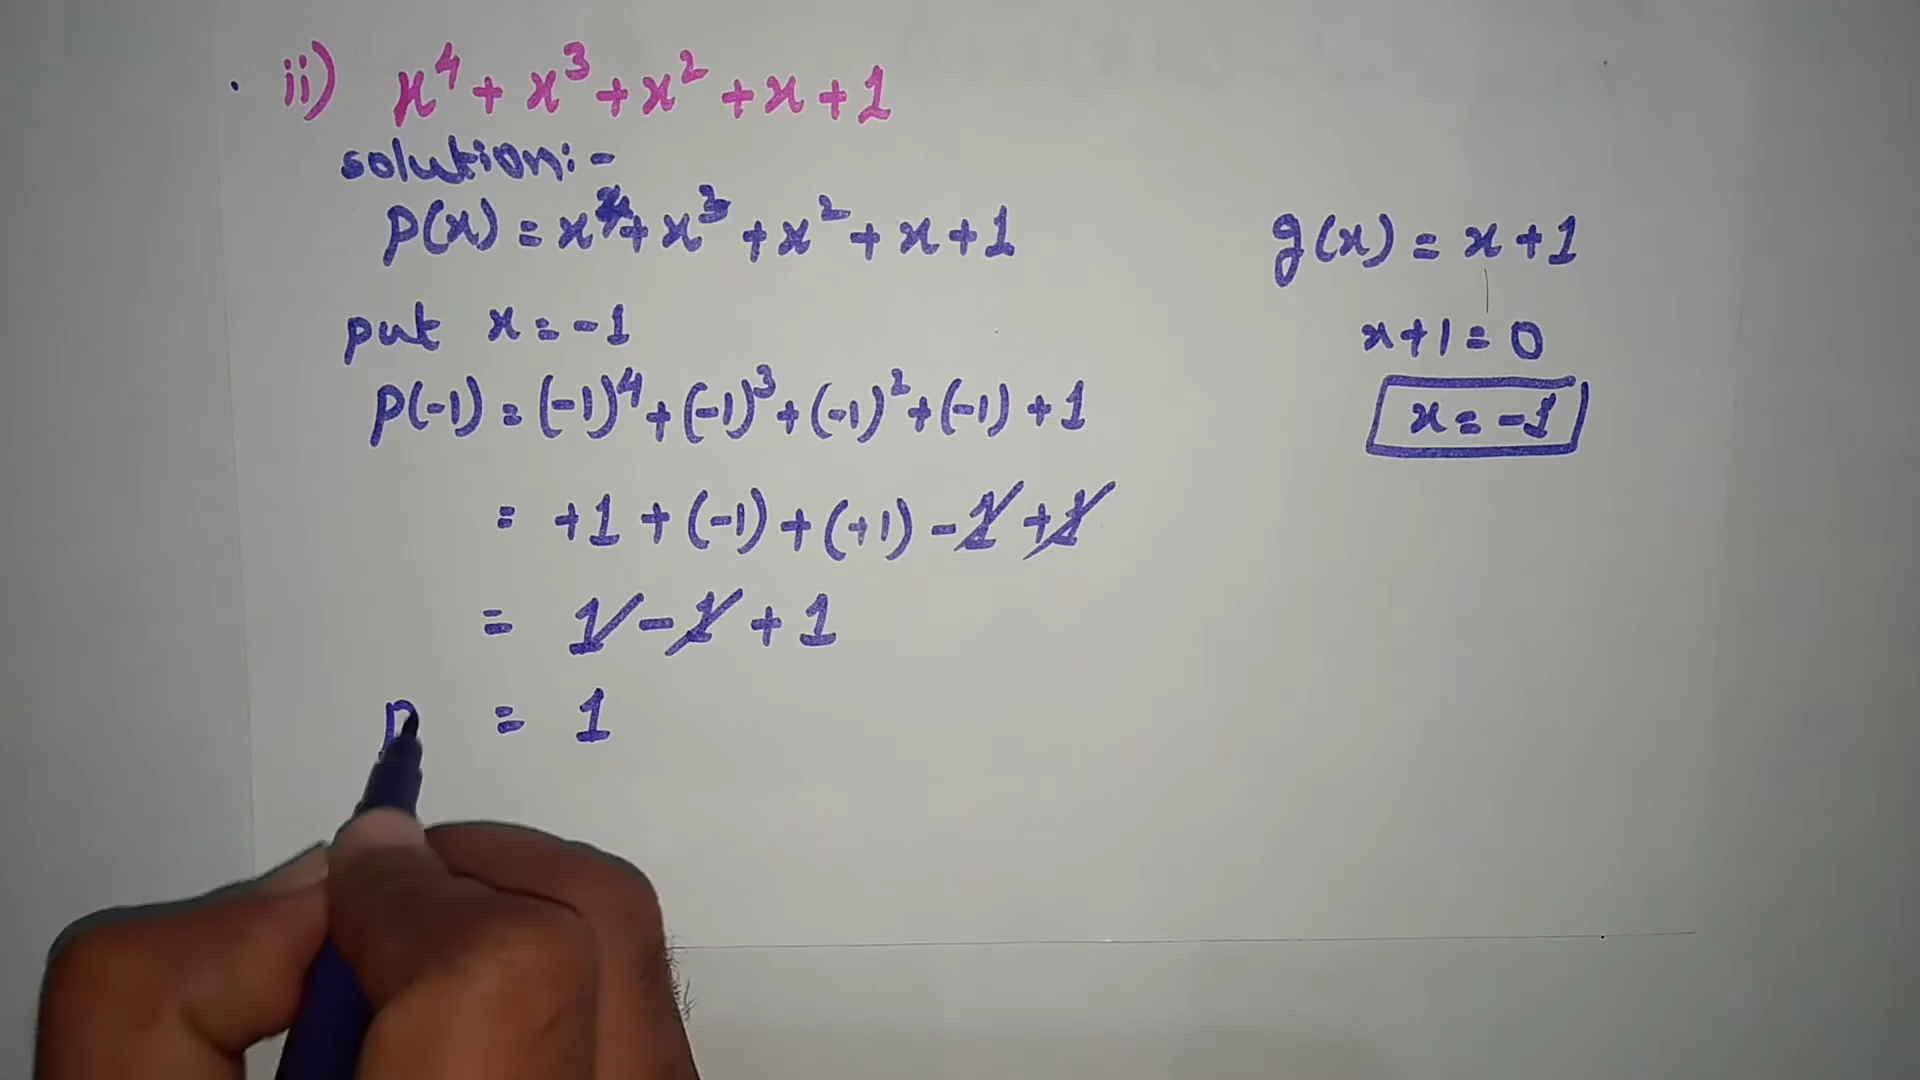 ii) x⁴ + x³ + x² + x + 1
solution:-
p(x) = x⁴ + x³ + x² + x + 1
g(x) = x + 1
put x = -1
x + 1 = 0
x = -1
p(-1) = (-1)⁴ + (-1)³ + (-1)² + (-1) + 1
= +1 + (-1) + (+1) - 1 + 1
= 1 - 1 + 1
p = 1